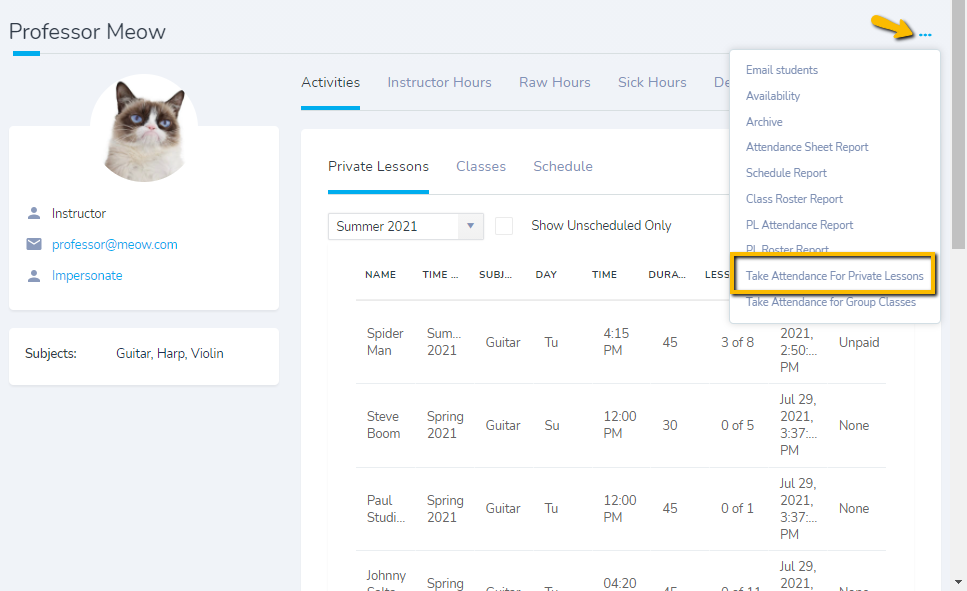 Professor Meow
Email students
Availability
Archive
Attendance Sheet Report
Schedule Report
Class Roster Report
PL Attendance Report
PL Roster Report
Take Attendance For Private Lessons
Take Attendance for Group Classes
Instructor
professor@meow.com
Impersonate
Subjects: Guitar, Harp, Violin
Activities Instructor Hours Raw Hours Sick Hours De
Private Lessons Classes Schedule
Summer 2021 Show Unscheduled Only
NAME TIME ... SUBJ... DAY TIME DURA... LESS
Spider Man Sum... 2021 Guitar Tu 4:15 PM 45 3 of 8 2021, 2:50:... PM Unpaid
Steve Boom Spring 2021 Guitar Su 12:00 PM 30 0 of 5 Jul 29, 2021, 3:37:... PM None
Paul Studi... Spring 2021 Guitar Tu 12:00 PM 45 0 of 1 Jul 29, 2021, 3:37:... PM None
Johnny Spring 04:20 Jul 29, 2021,